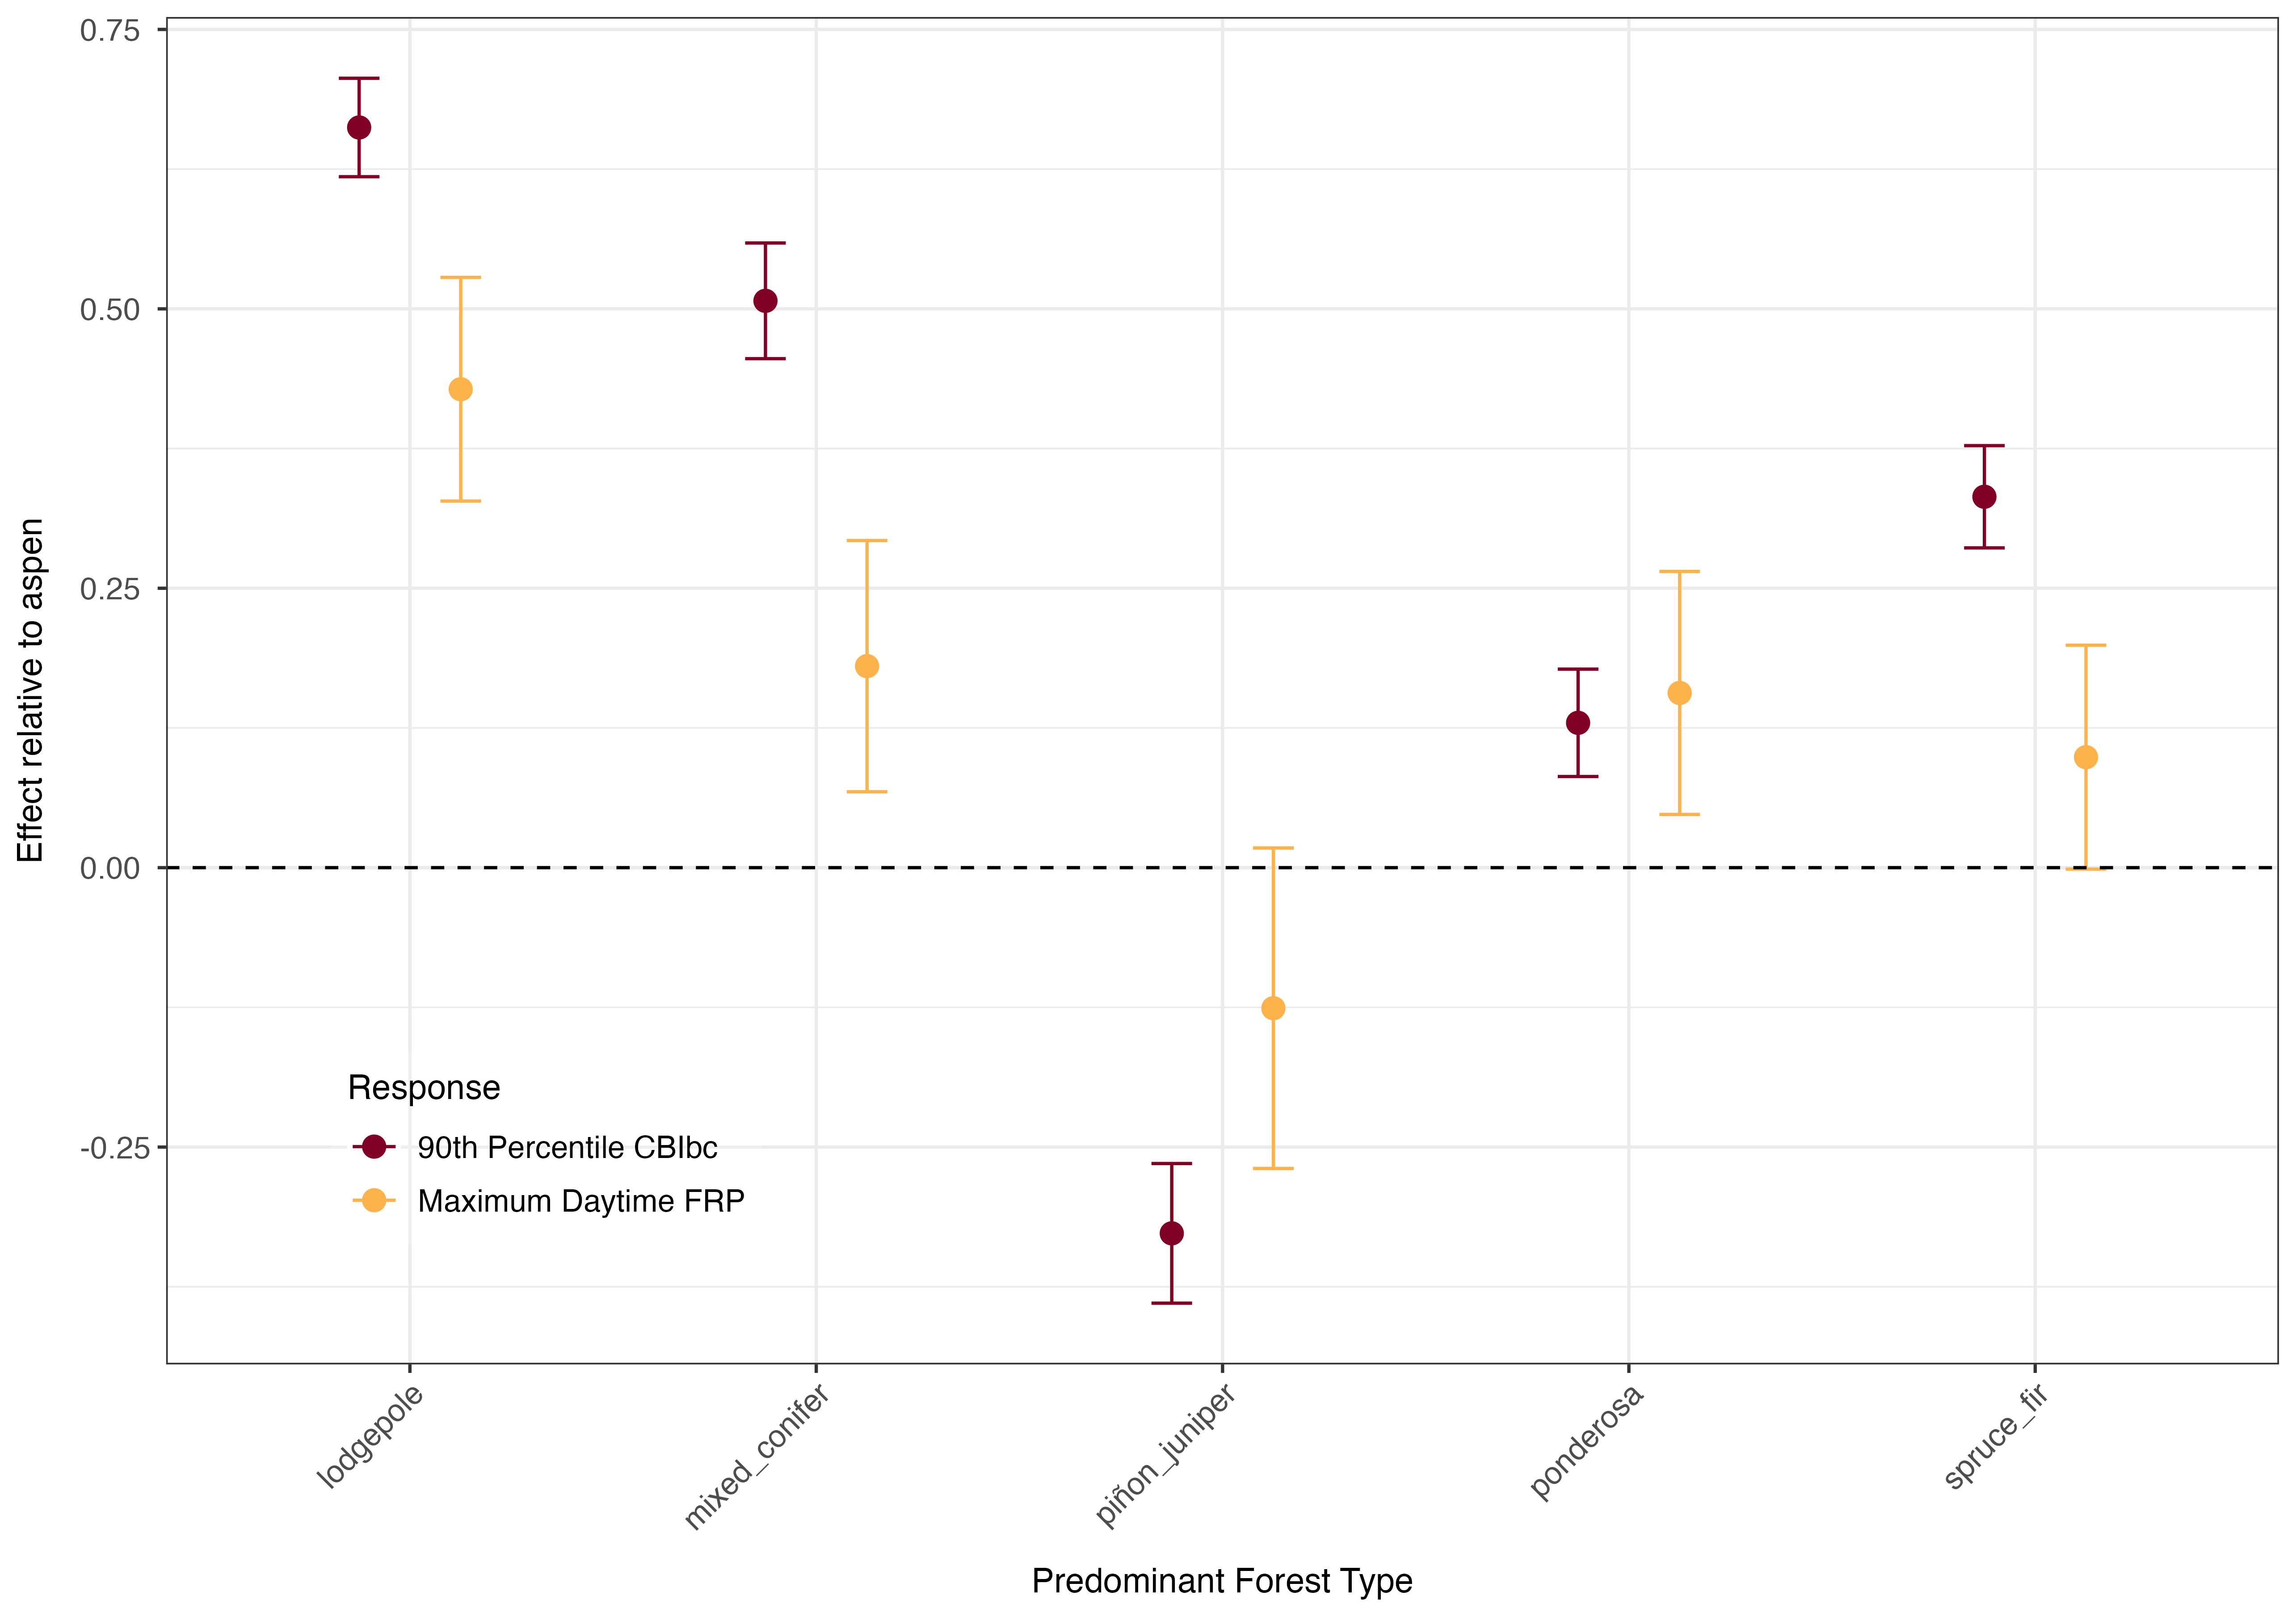 Effect relative to aspen
0.75
0.50
0.25
0.00
-0.25
Response
90th Percentile CBIbc
Maximum Daytime FRP
lodgepole
mixed_conifer
piñon_juniper
ponderosa
spruce_fir
Predominant Forest Type